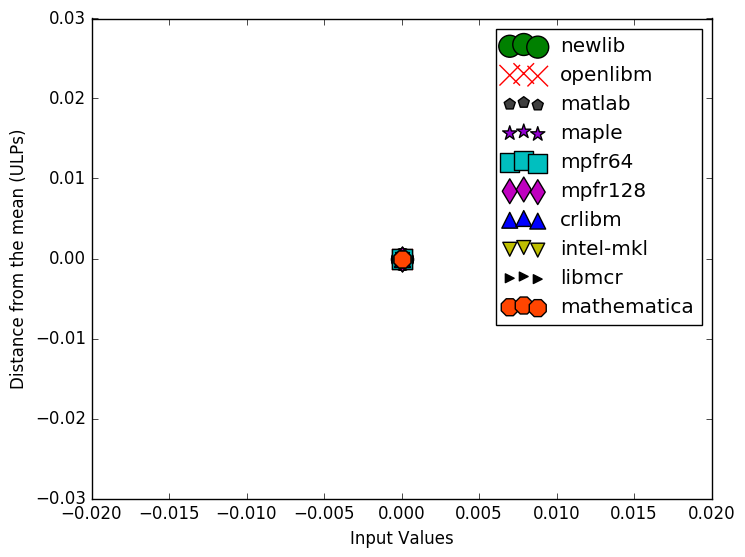 0.03
0.02
0.01
0.00
−0.01
−0.02
−0.03
Distance from the mean (ULPs)
newlib
openlibm
matlab
maple
mpfr64
mpfr128
crlibm
intel-mkl
libmcr
mathematica
−0.020 −0.015 −0.010 −0.005 0.000 0.005 0.010 0.015 0.020
Input Values